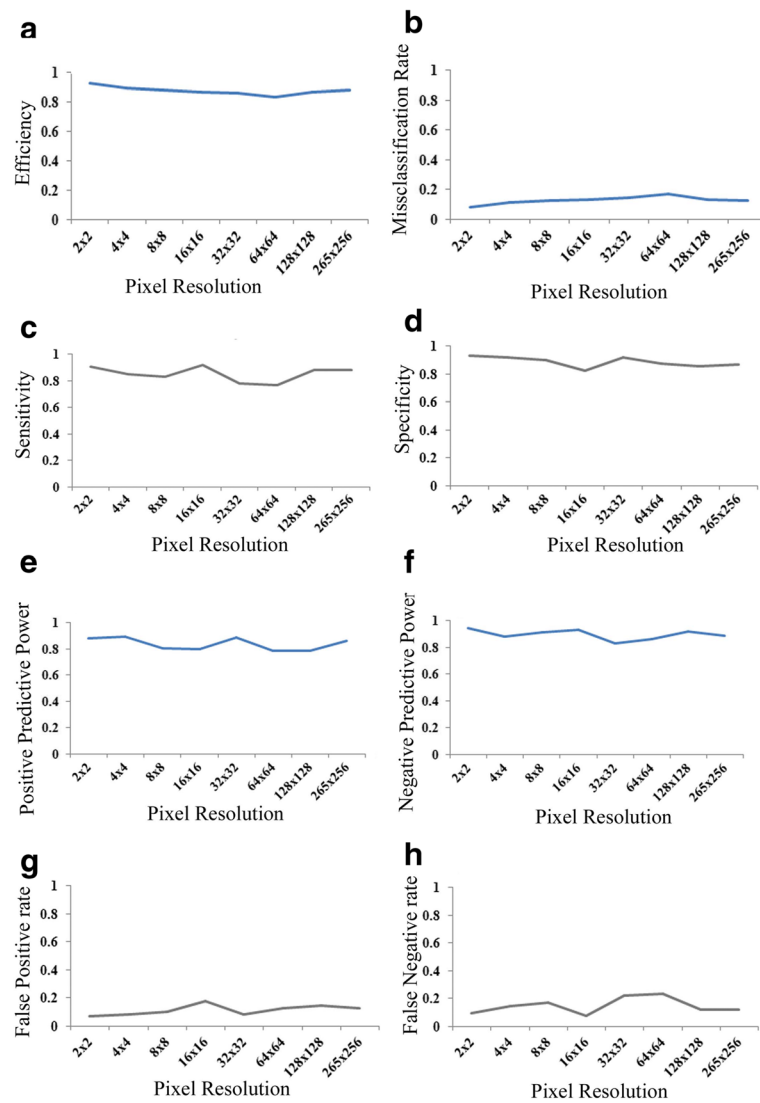 a
1
0.8
0.6
0.4
0.2
0
Efficiency
2x2
4x4
8x8
16x16
32x32
64x64
128x128
265x256
Pixel Resolution
b
1
0.8
0.6
0.4
0.2
0
Missclassification Rate
2x2
4x4
8x8
16x16
32x32
64x64
128x128
265x256
Pixel Resolution
c
1
0.8
0.6
0.4
0.2
0
Sensitivity
2x2
4x4
8x8
16x16
32x32
64x64
128x128
265x256
Pixel Resolution
d
1
0.8
0.6
0.4
0.2
0
Specificity
2x2
4x4
8x8
16x16
32x32
64x64
128x128
265x256
Pixel Resolution
e
1
0.8
0.6
0.4
0.2
0
Positive Predictive Power
2x2
4x4
8x8
16x16
32x32
64x64
128x128
265x256
Pixel Resolution
f
1
0.8
0.6
0.4
0.2
0
Negative Predictive Power
2x2
4x4
8x8
16x16
32x32
64x64
128x128
265x256
Pixel Resolution
g
1
0.8
0.6
0.4
0.2
0
False Positive rate
2x2
4x4
8x8
16x16
32x32
64x64
128x128
265x256
Pixel Resolution
h
1
0.8
0.6
0.4
0.2
0
False Negative rate
2x2
4x4
8x8
16x16
32x32
64x64
128x128
265x256
Pixel Resolution